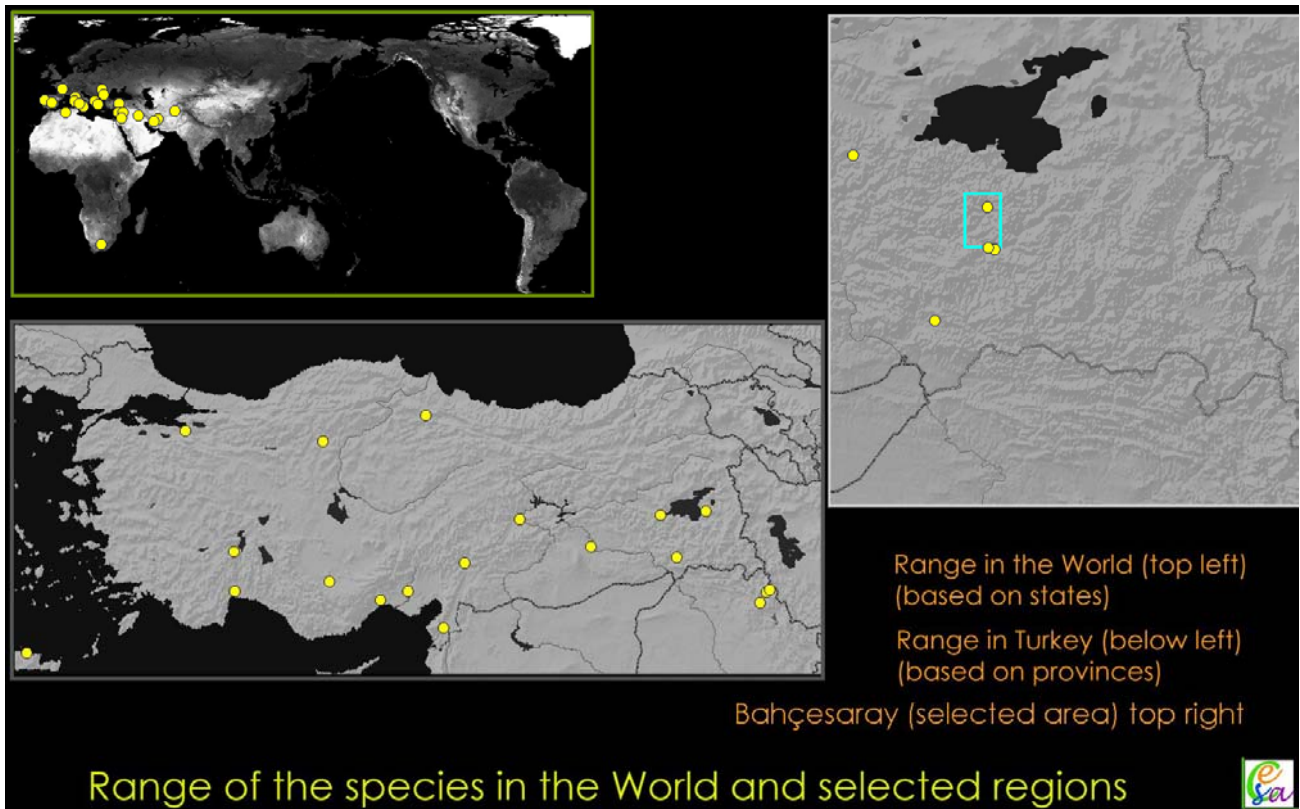 Range in the World (top left)
(based on states)
Range in Turkey (below left)
(based on provinces)
Bahçesaray (selected area) top right
Range of the species in the World and selected regions
e
sa